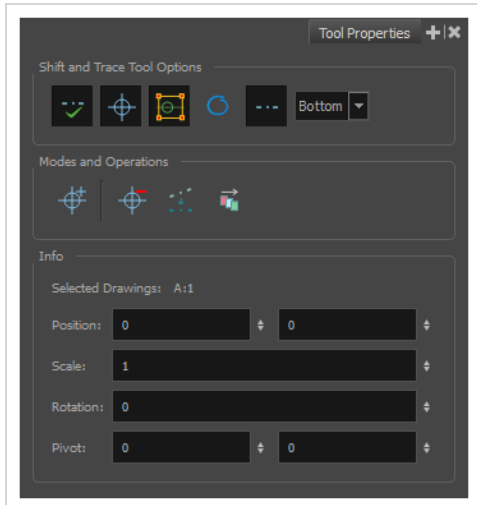 Tool Properties
Shift and Trace Tool Options
Bottom
Modes and Operations
Info
Selected Drawings: A:1
Position: 0 0
Scale: 1
Rotation: 0
Pivot: 0 0